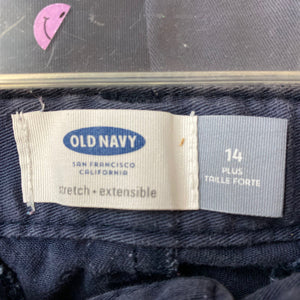 OLD NAVY
SAN FRANCISCO
CALIFORNIA
stretch • extensible
14
PLUS
TAILLE FORTE